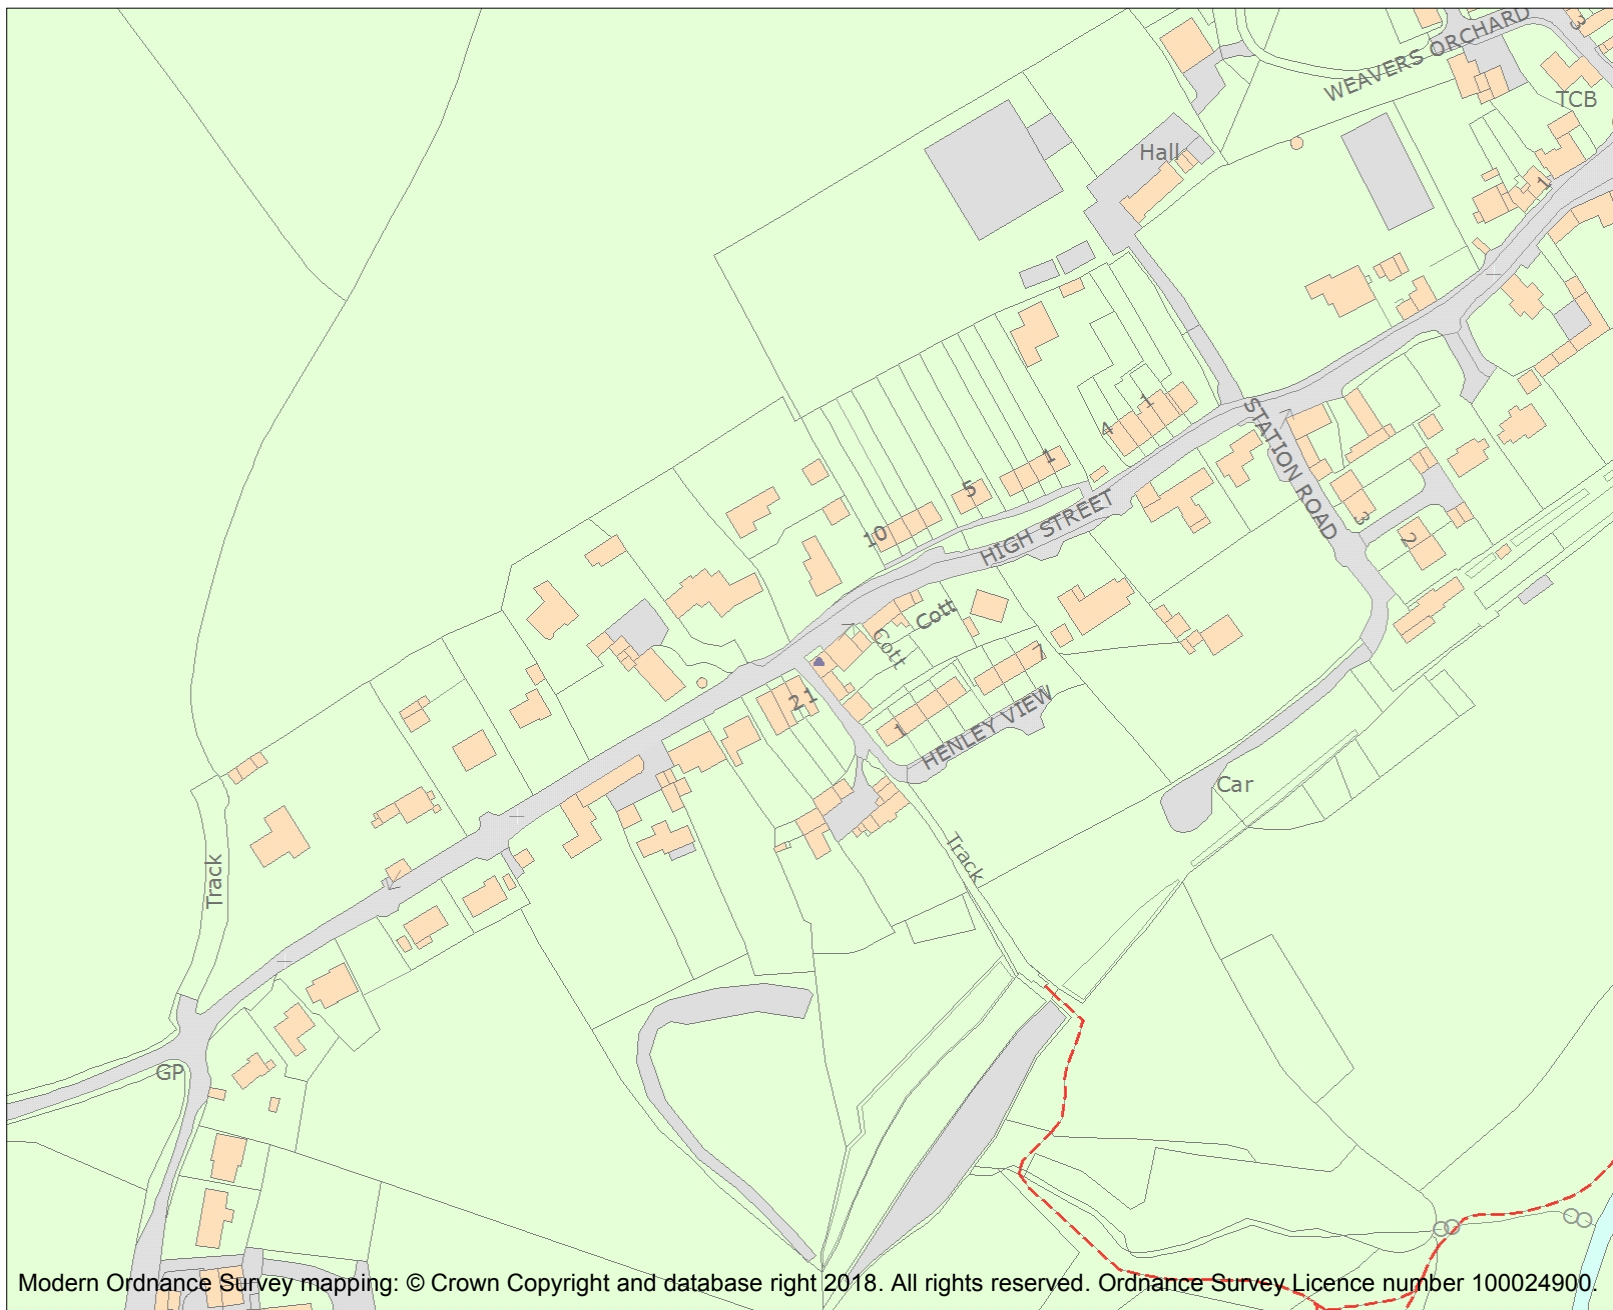 WEAVERS ORCHARD
3
TCB
Hall
1
1
4
STATION ROAD
1
5
10
HIGH STREET
3
2
Cott
Cott
7
21
1
HENLEY VIEW
Car
Track
Track
GP
Modern Ordnance Survey mapping: © Crown Copyright and database right 2018. All rights reserved. Ordnance Survey Licence number 100024900.